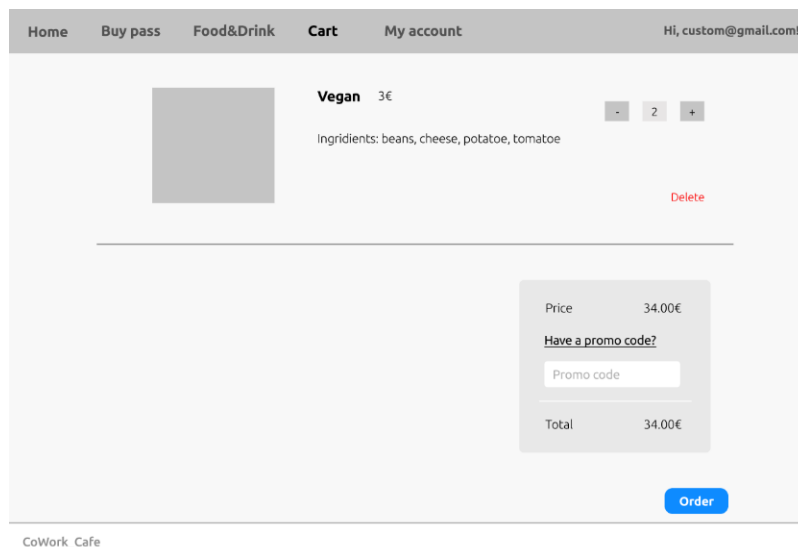 Home Buy pass Food&Drink Cart My account Hi, custom@gmail.com!
Vegan 3€
- 2 +
Ingridients: beans, cheese, potatoe, tomatoe
Delete
Price 34.00€
Have a promo code?
Promo code
Total 34.00€
Order
CoWork Cafe